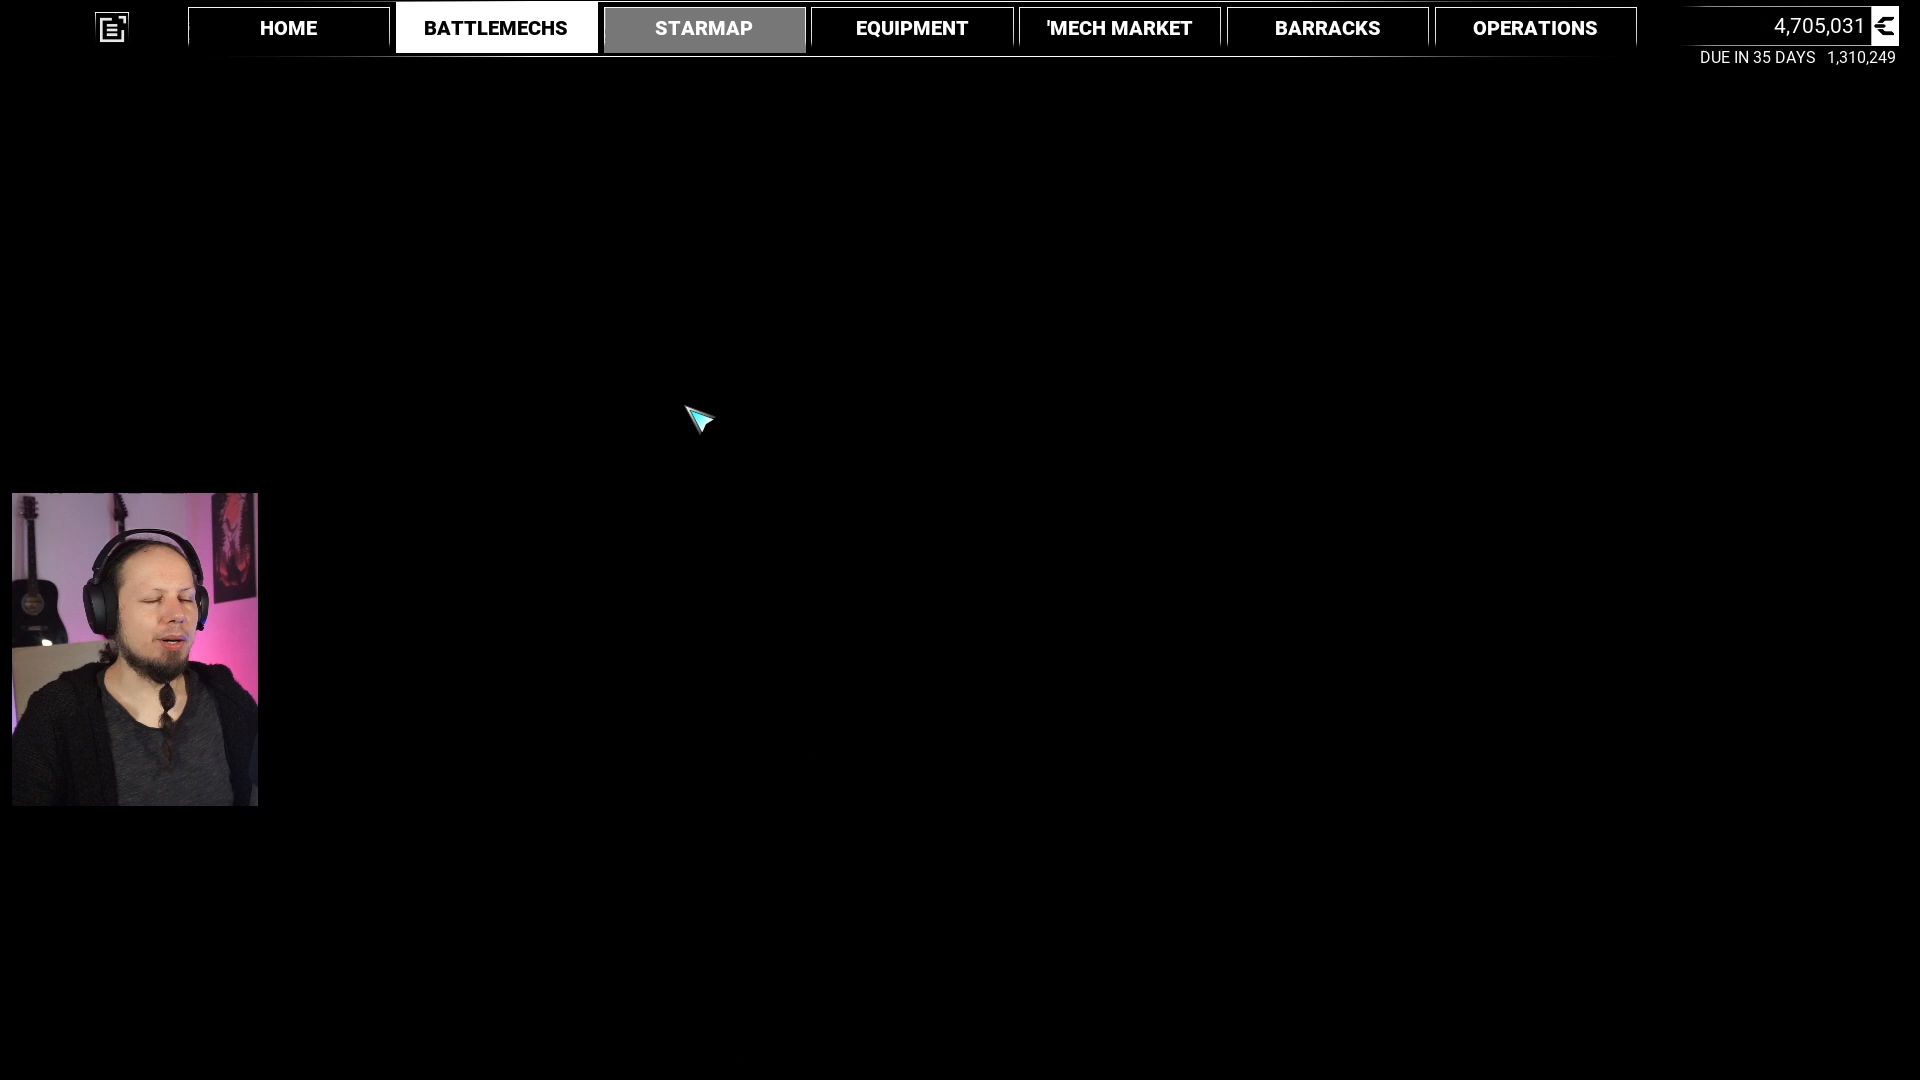 HOME
BATTLEMECHS
STARMAP
EQUIPMENT
'MECH MARKET
BARRACKS
OPERATIONS
4,705,031
DUE IN 35 DAYS 1,310,249